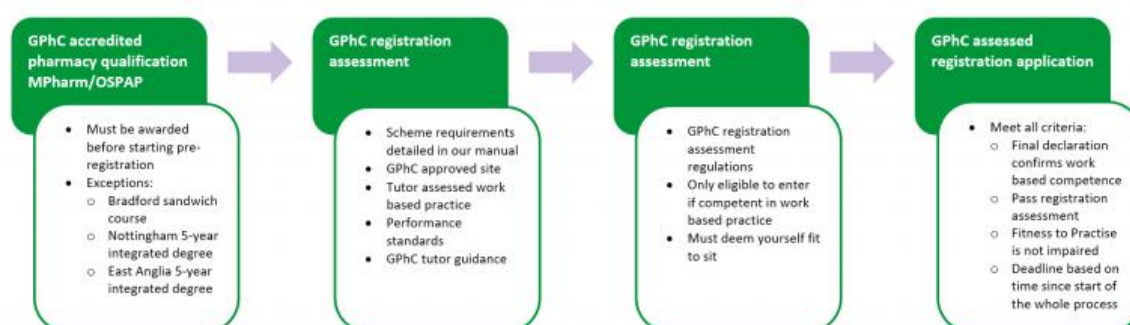 GPhC accredited
pharmacy qualification
MPharm/OSPAP
• Must be awarded
before starting pre-
registration
• Exceptions:
o Bradford sandwich
course
o Nottingham 5-year
integrated degree
o East Anglia 5-year
integrated degree
GPhC registration
assessment
• Scheme requirements
detailed in our manual
• GPhC approved site
• Tutor assessed work
based practice
• Performance
standards
• GPhC tutor guidance
GPhC registration
assessment
• GPhC registration
assessment
regulations
• Only eligible to enter
if competent in work
based practice
• Must deem yourself fit
to sit
GPhC assessed
registration application
• Meet all criteria:
o Final declaration
confirms work
based competence
o Pass registration
assessment
o Fitness to Practise
is not impaired
o Deadline based on
time since start of
the whole process